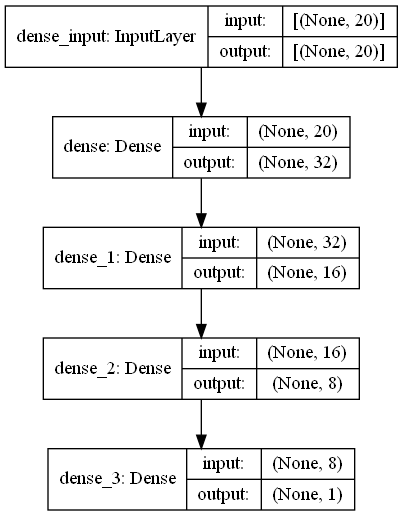 dense_input: InputLayer
input: [(None, 20)]
output: [(None, 20)]
dense: Dense
input: (None, 20)
output: (None, 32)
dense_1: Dense
input: (None, 32)
output: (None, 16)
dense_2: Dense
input: (None, 16)
output: (None, 8)
dense_3: Dense
input: (None, 8)
output: (None, 1)